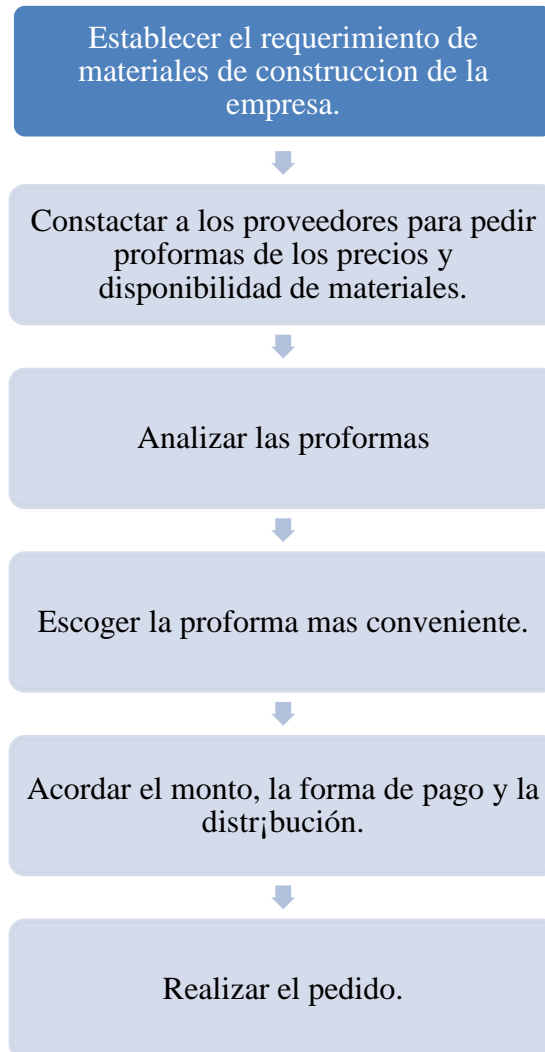 Establecer el requerimiento de
materiales de construccion de la
empresa.
Constactar a los proveedores para pedir
proformas de los precios y
disponibilidad de materiales.
Analizar las proformas
Escoger la proforma mas conveniente.
Acordar el monto, la forma de pago y la
distr¡bución.
Realizar el pedido.